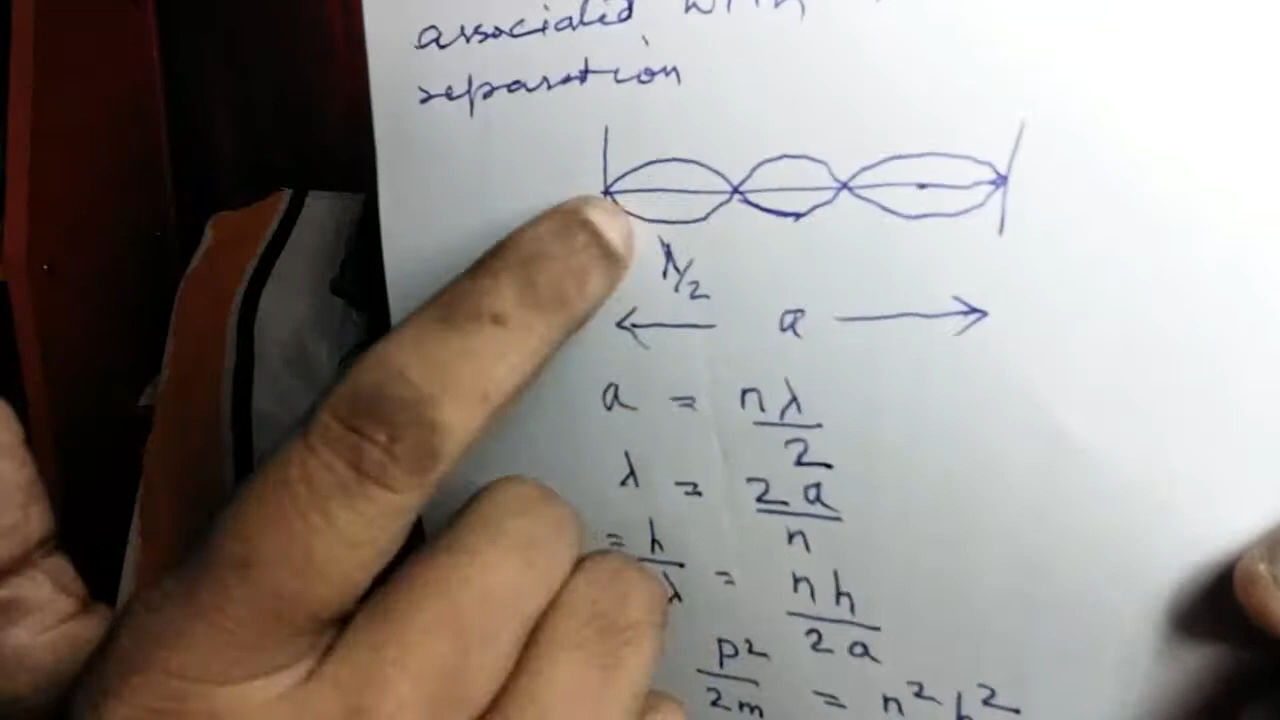 associated with
separation
λ/2
← a →
a = nλ/2
λ = 2a/n
= h/λ = nh/2a
p²/2m = n²h²